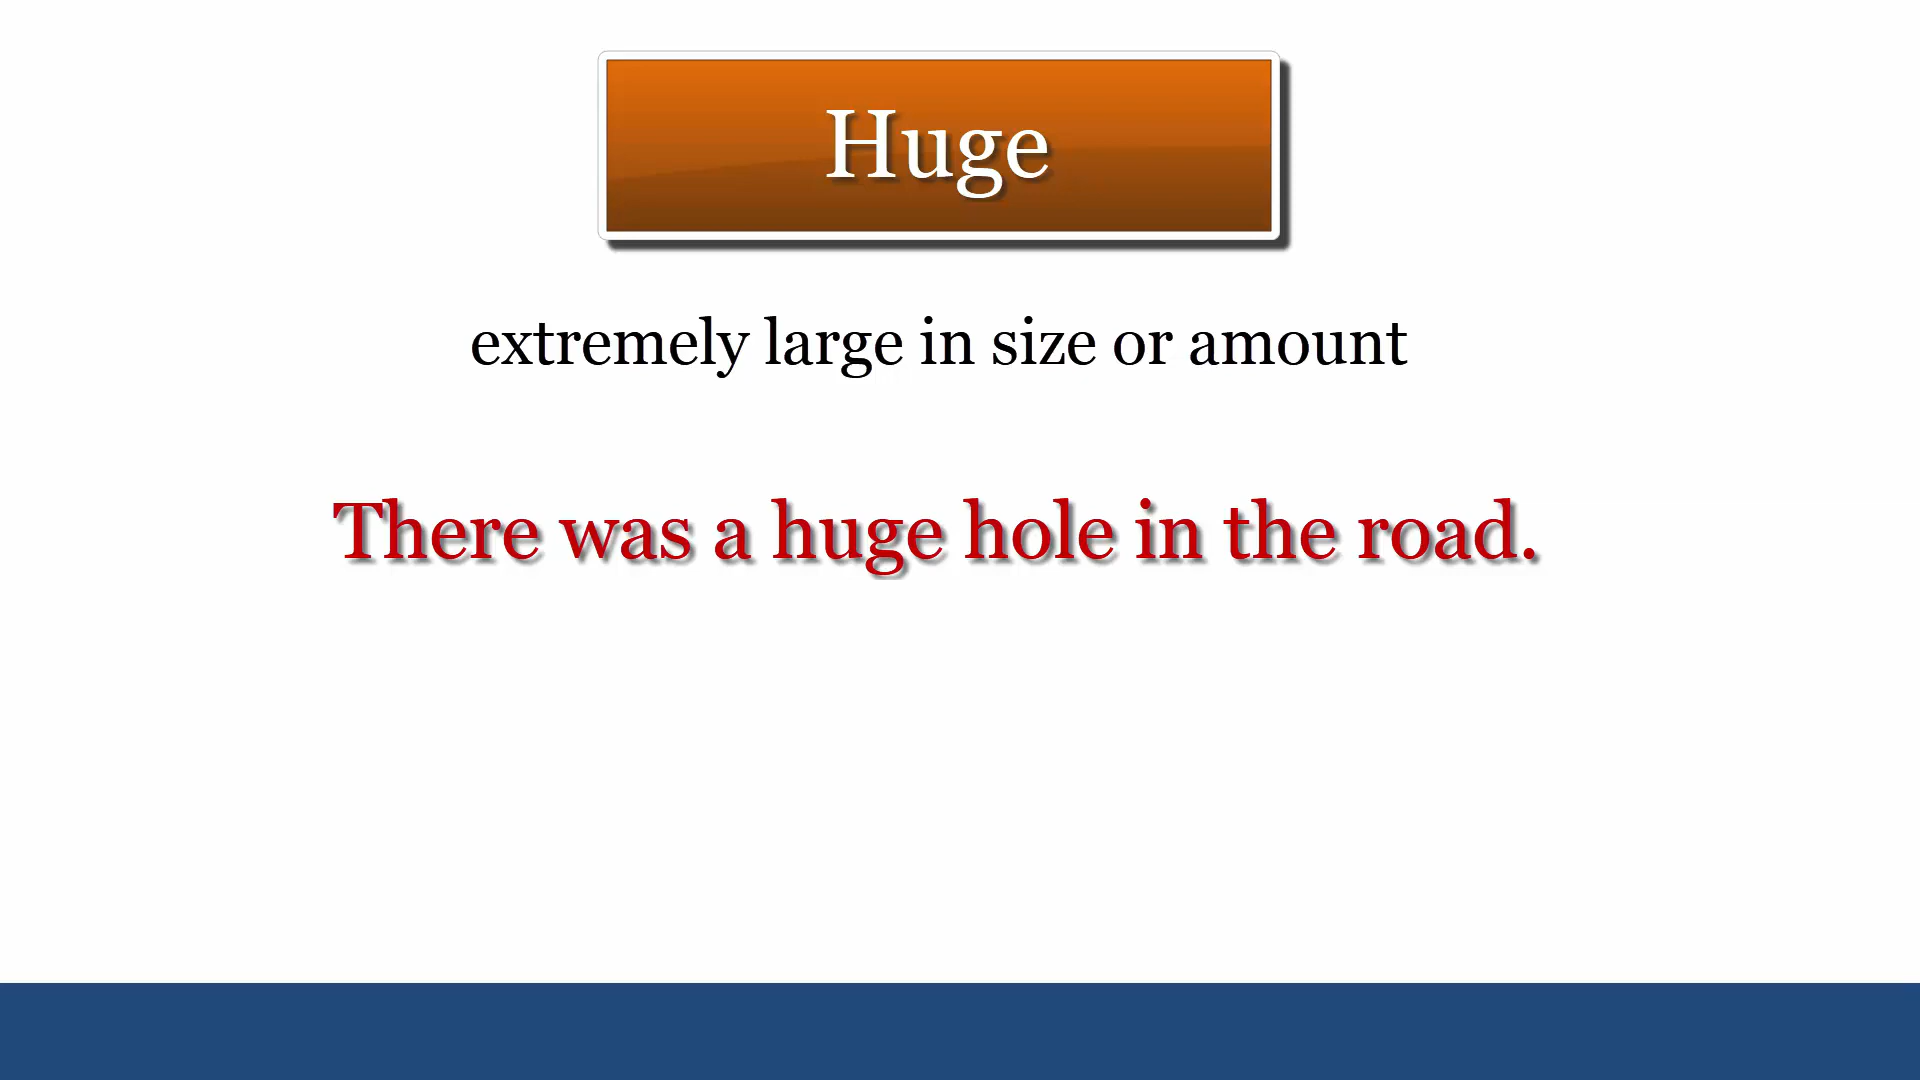 Huge
extremely large in size or amount
There was a huge hole in the road.